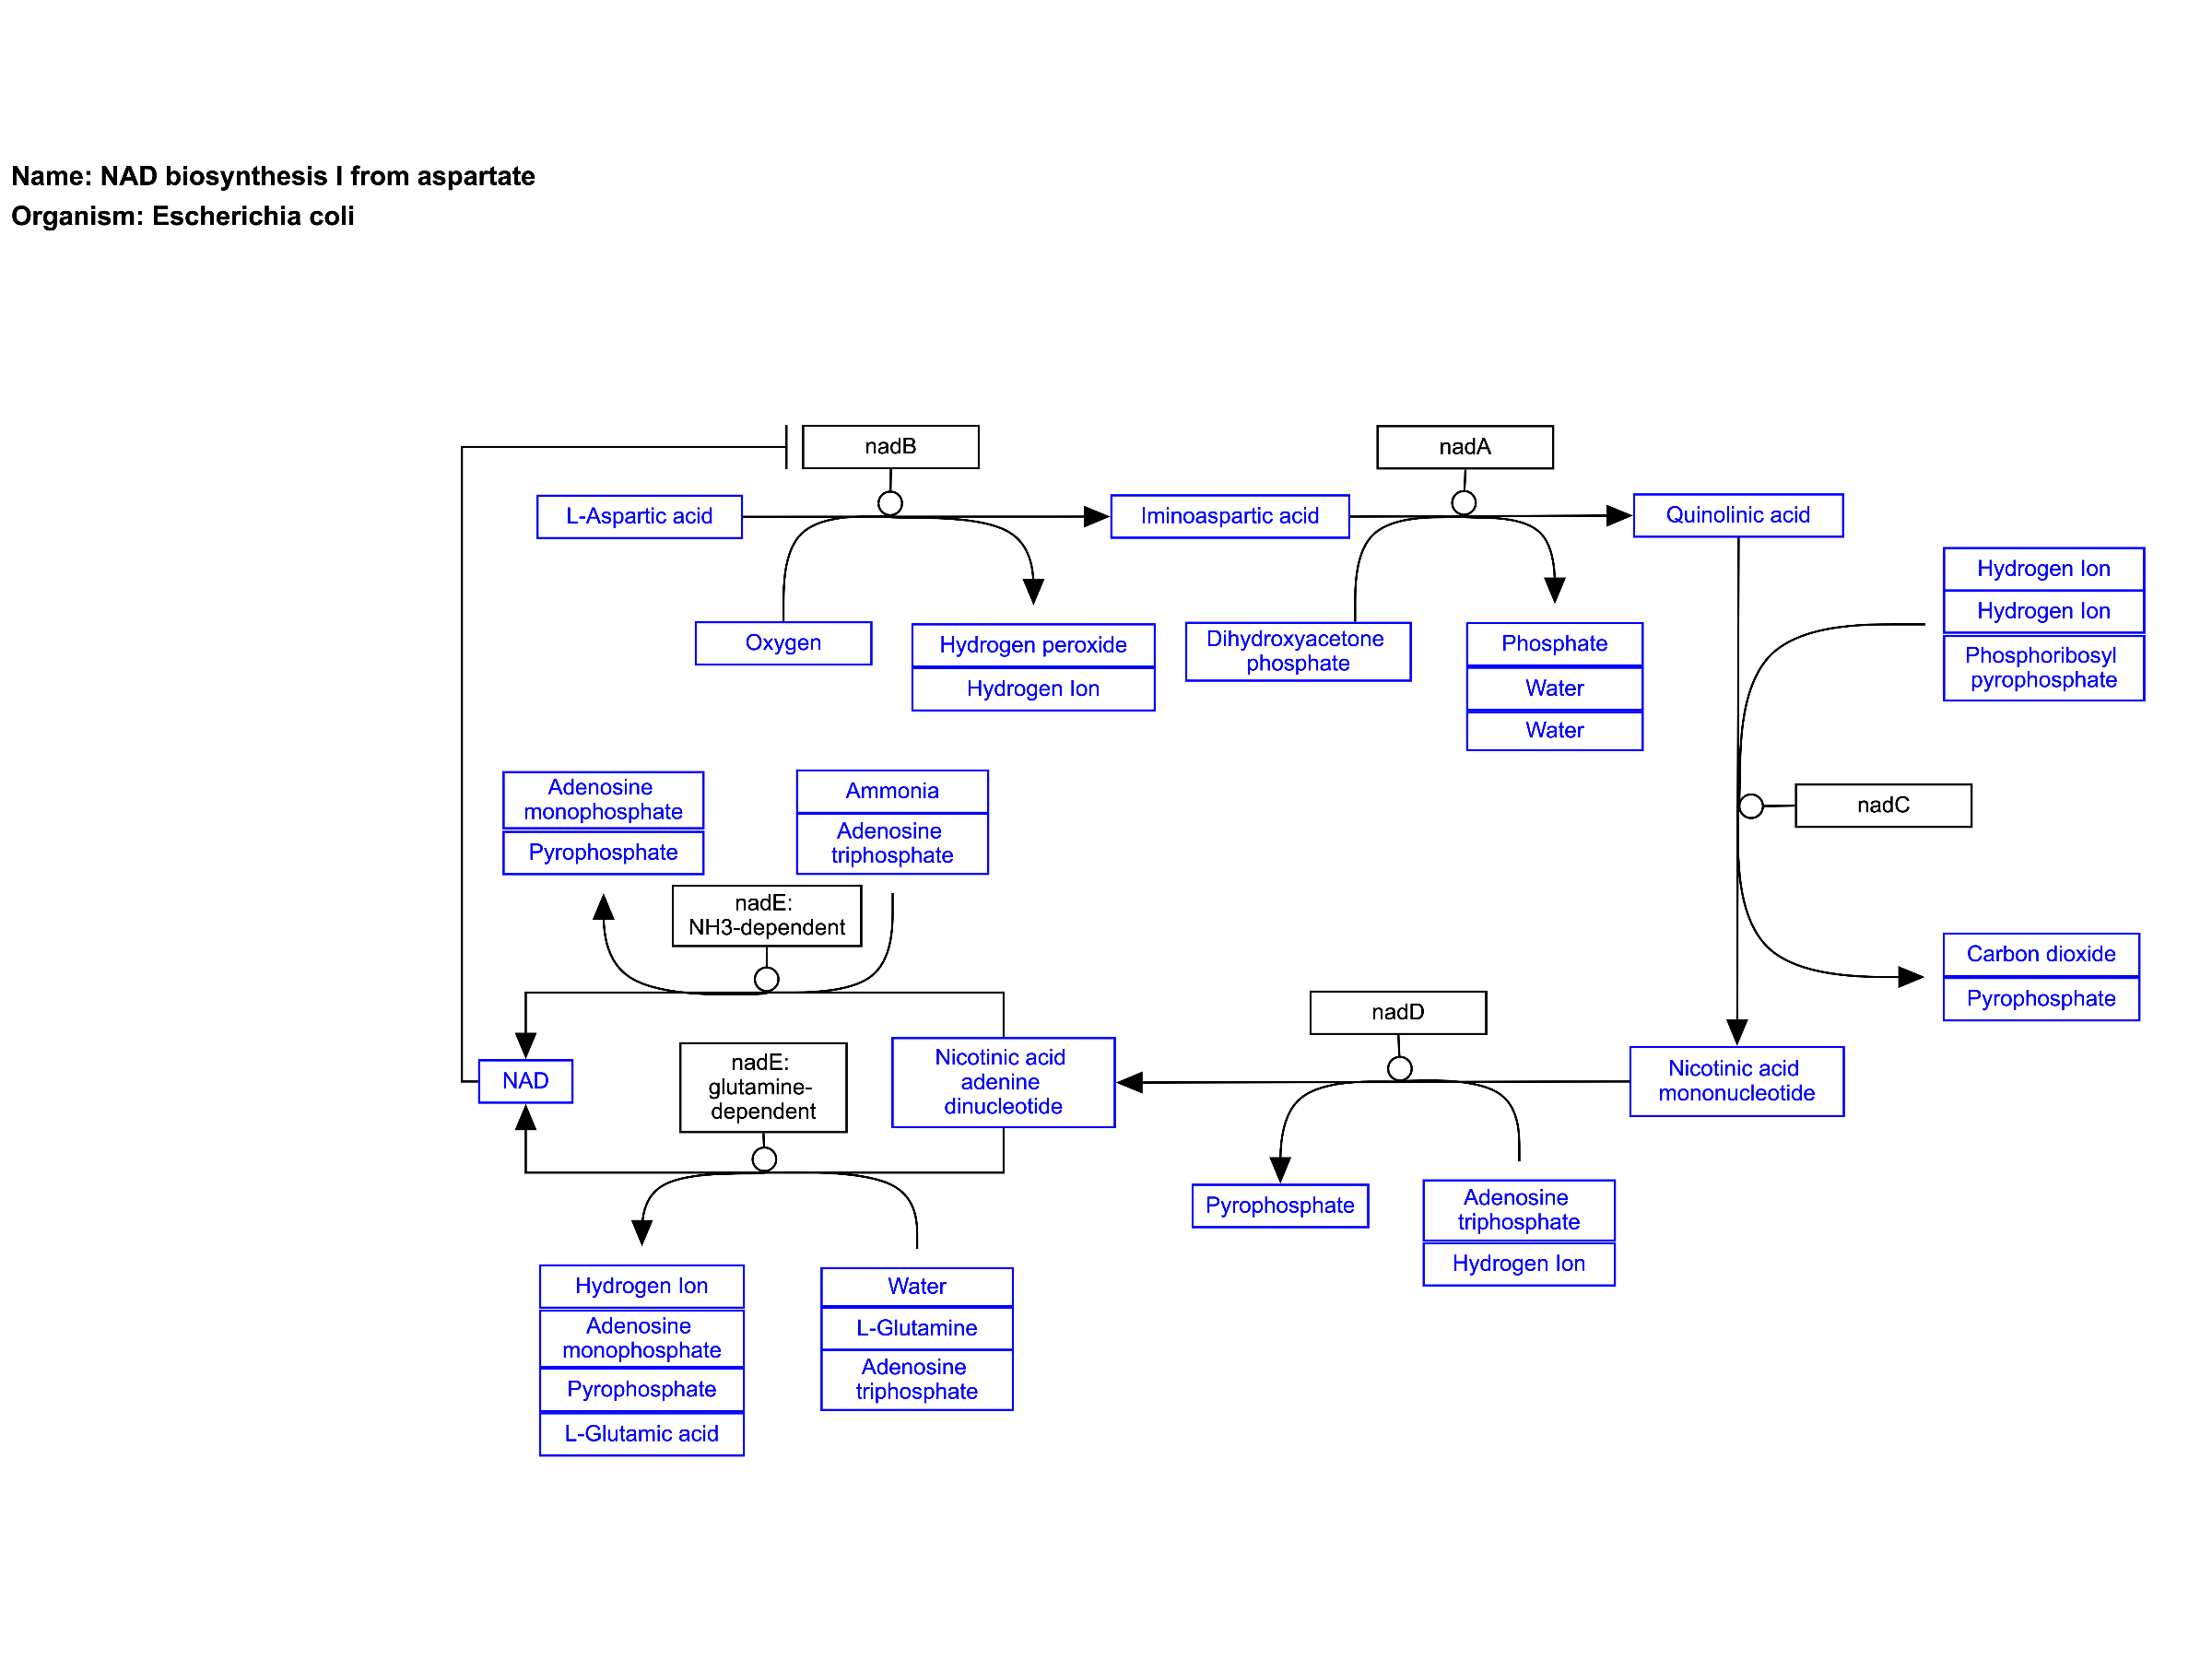 Name: NAD biosynthesis I from aspartate
Organism: Escherichia coli
nadB
nadA
L-Aspartic acid
Iminoaspartic acid
Quinolinic acid
Oxygen
Hydrogen peroxide
Hydrogen Ion
Dihydroxyacetone
phosphate
Phosphate
Water
Water
Hydrogen Ion
Hydrogen Ion
Phosphoribosyl
pyrophosphate
Adenosine
monophosphate
Pyrophosphate
Ammonia
Adenosine
triphosphate
nadC
nadE:
NH3-dependent
Carbon dioxide
Pyrophosphate
nadD
NAD
nadE:
glutamine-
dependent
Nicotinic acid
adenine
dinucleotide
Nicotinic acid
mononucleotide
Pyrophosphate
Adenosine
triphosphate
Hydrogen Ion
Hydrogen Ion
Adenosine
monophosphate
Pyrophosphate
L-Glutamic acid
Water
L-Glutamine
Adenosine
triphosphate